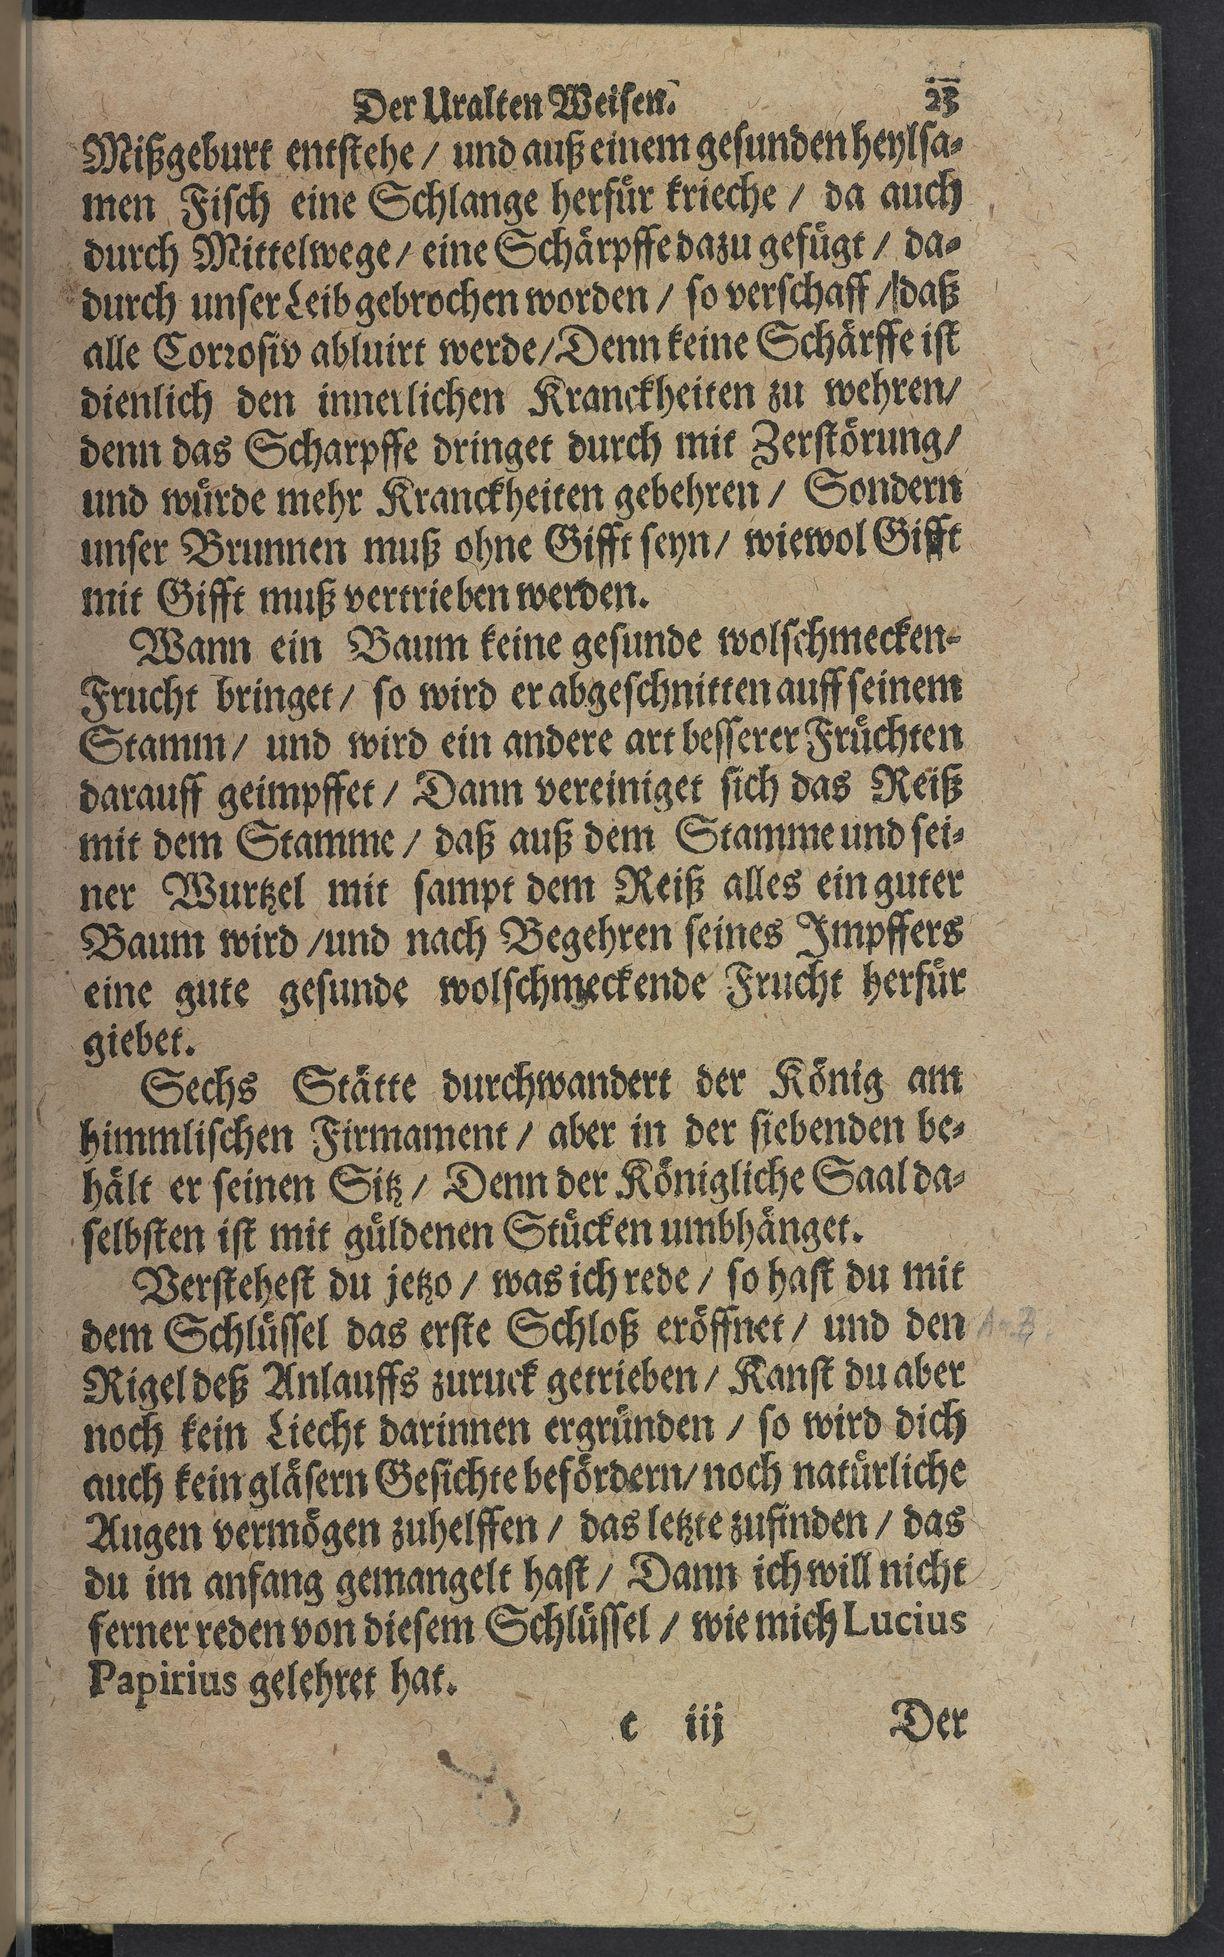 Der Uralten Weisen. 23
Mißgeburt entstehe / und auß einem gesunden heylsa-
men Fisch eine Schlange herfür krieche / da auch
durch Mittelwege / eine Schärpffe dazu gefügt / da-
durch unser Leib gebrochen worden / so verschaff / daß
alle Corrosiv abluirt werde / Denn keine Schärffe ist
dienlich den innerlichen Kranckheiten zu wehren /
denn das Scharpffe dringet durch mit Zerstörung /
und würde mehr Kranckheiten gebehren / Sondern
unser Brunnen muß ohne Gifft seyn / wiewol Gifft
mit Gifft muß vertrieben werden.
Wann ein Baum keine gesunde wolschmecken-
Frucht bringet / so wird er abgeschnitten auff seinem
Stamm / und wird ein andere art besserer Früchten
darauff geimpffet / Dann vereiniget sich das Reiß
mit dem Stamme / daß auß dem Stamme und sei-
ner Wurtzel mit sampt dem Reiß alles ein guter
Baum wird / und nach Begehren seines Impffers
eine gute gesunde wolschmeckende Frucht herfür
giebet.
Sechs Stätte durchwandert der König am
himmlischen Firmament / aber in der siebenden be-
hält er seinen Sitz / Denn der Königliche Saal da-
selbsten ist mit güldenen Stücken umbhänget.
Verstehest du jetzo / was ich rede / so hast du mit
dem Schlüssel das erste Schloß eröffnet / und den
Rigel deß Anlauffs zuruck getrieben / Kanst du aber
noch kein Liecht darinnen ergründen / so wird dich
auch kein gläsern Gesichte befördern / noch natürliche
Augen vermögen zuhelffen / das letzte zufinden / das
du im anfang gemangelt hast / Dann ich will nicht
ferner reden von diesem Schlüssel / wie mich Lucius
Papirius gelehret hat.
c iij Der